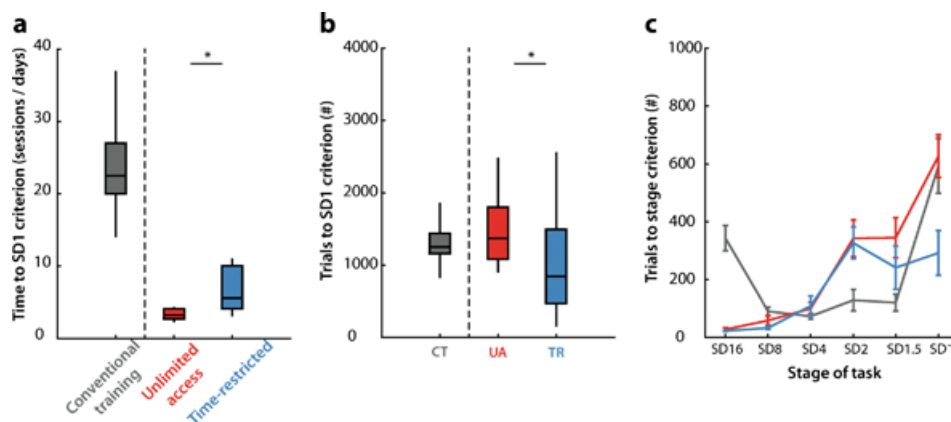 a
Time to SD1 criterion (sessions / days)
40
30
20
10
0
*
Conventional
training
Unlimited
access
Time-restricted
b
Trials to SD1 criterion (#)
4000
3000
2000
1000
0
*
CT
UA
TR
c
Trials to stage criterion (#)
1000
800
600
400
200
0
SD16
SD8
SD4
SD2
SD1.5
Stage of task